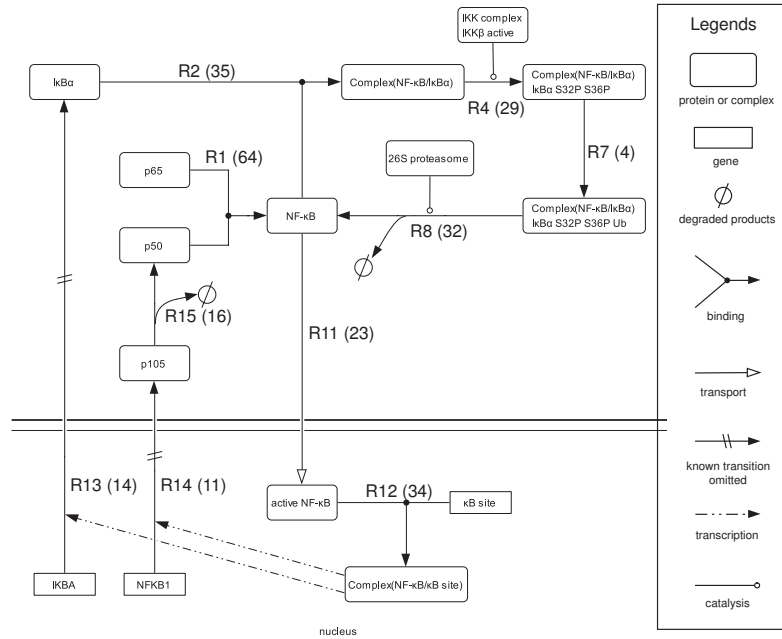 IKK complex
IKKβ active
IκBα
R2 (35)
Complex(NF-κB/IκBα)
R4 (29)
Complex(NF-κB/IκBα)
IκBα S32P S36P
p65
R1 (64)
26S proteasome
R7 (4)
p50
NF-κB
R8 (32)
Complex(NF-κB/IκBα)
IκBα S32P S36P Ub
R15 (16)
R11 (23)
p105
R13 (14)
R14 (11)
active NF-κB
R12 (34)
κB site
IKBA
NFKB1
Complex(NF-κB/κB site)
nucleus
Legends
protein or complex
gene
degraded products
binding
transport
known transition
omitted
transcription
catalysis